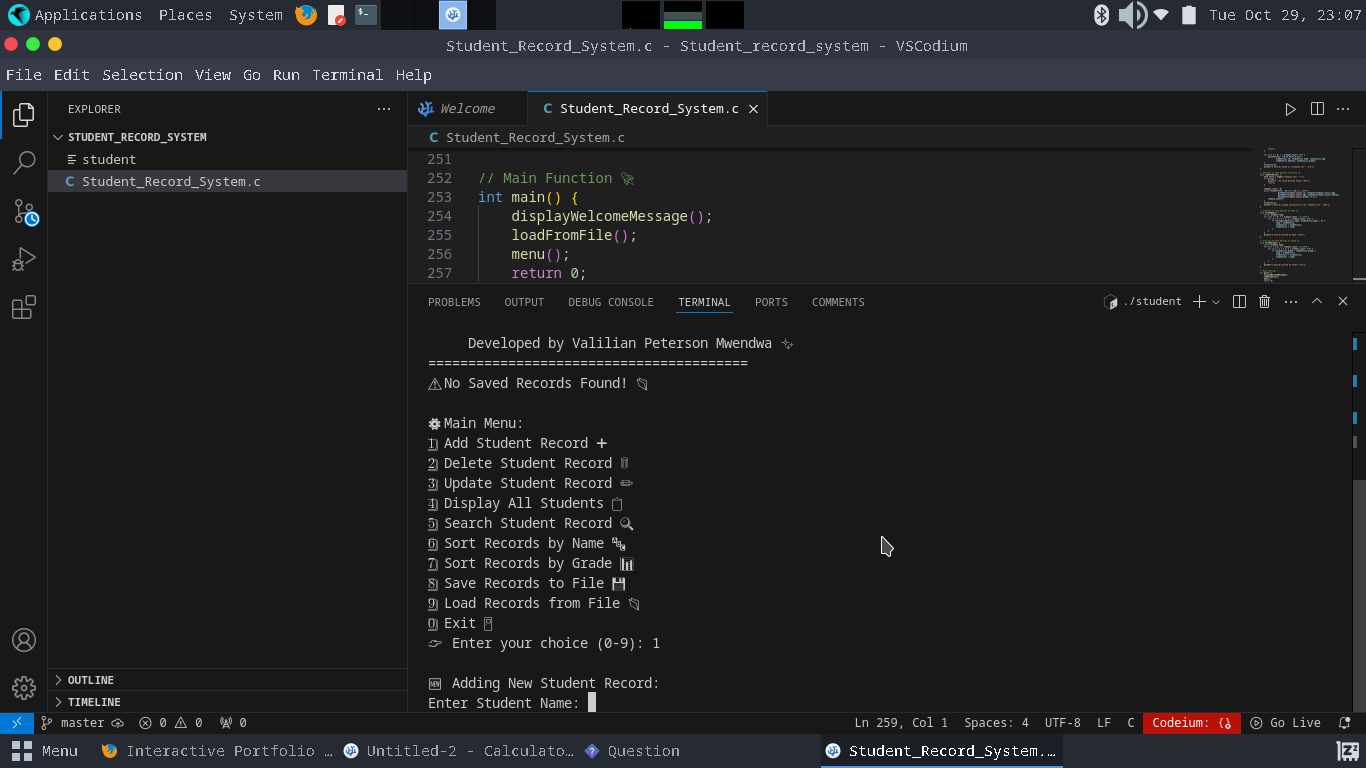 Applications Places System
Tue Oct 29, 23:07
Student_Record_System.c - Student_record_system - VSCodium
File Edit Selection View Go Run Terminal Help
EXPLORER
STUDENT_RECORD_SYSTEM
student
C Student_Record_System.c
OUTLINE
TIMELINE
Welcome
C Student_Record_System.c
C Student_Record_System.c
251
252 // Main Function 🚀
253 int main() {
254 displayWelcomeMessage();
255 loadFromFile();
256 menu();
257 return 0;
PROBLEMS OUTPUT DEBUG CONSOLE TERMINAL PORTS COMMENTS
./student
Developed by Valilian Peterson Mwendwa ✨
========================================
⚠️No Saved Records Found! 📂
⚙️Main Menu:
1️⃣ Add Student Record ➕
2️⃣ Delete Student Record 🗑️
3️⃣ Update Student Record ✏️
4️⃣ Display All Students 📋
5️⃣ Search Student Record 🔍
6️⃣ Sort Records by Name 🔤
7️⃣ Sort Records by Grade 📊
8️⃣ Save Records to File 💾
9️⃣ Load Records from File 📂
0️⃣ Exit 🚪
👉 Enter your choice (0-9): 1
🆕 Adding New Student Record:
Enter Student Name:
master 0 0 0
Ln 259, Col 1 Spaces: 4 UTF-8 LF C Codeium: {} Go Live
Menu
Interactive Portfolio …
Untitled-2 - Calculato…
Question
Student_Record_System.…